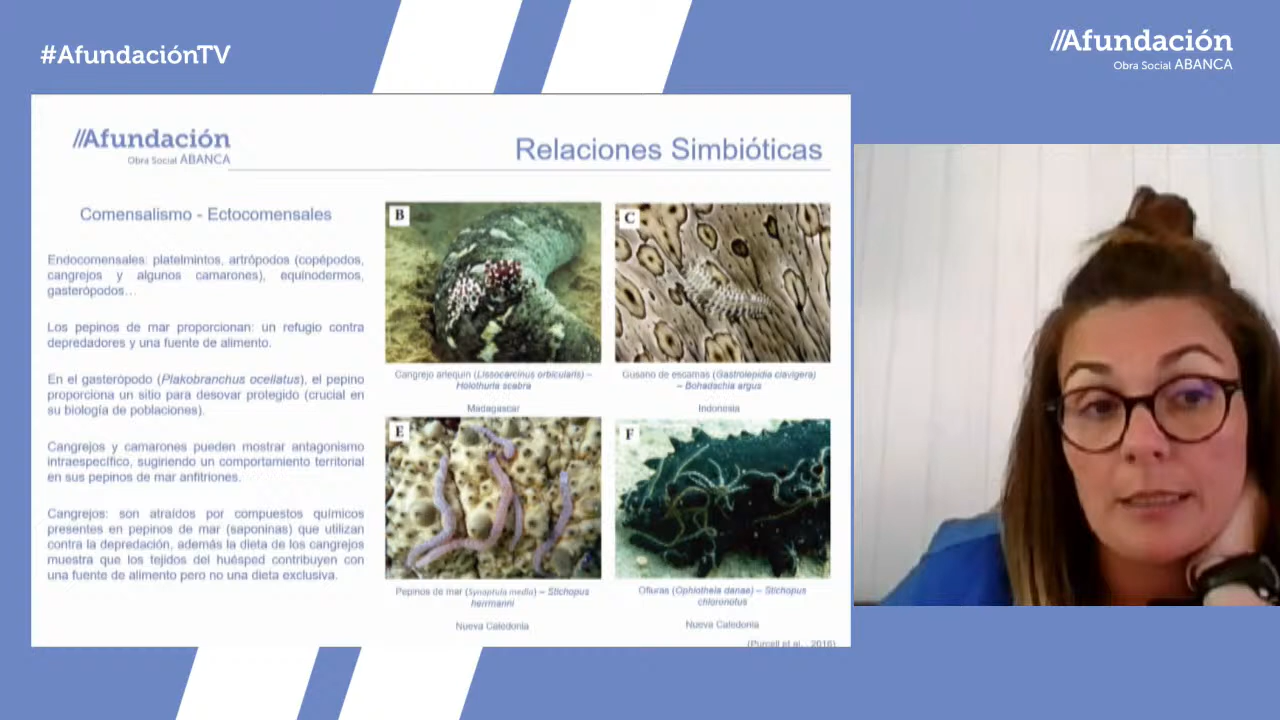 #AfundaciónTV
//Afundación
Obra Social ABANCA
//Afundación
Obra Social ABANCA
Relaciones Simbióticas
Comensalismo - Ectocomensales
Endocomensales: platelmintos, artrópodos (copépodos,
cangrejos y algunos camarones), equinodermos,
gasterópodos…
Los pepinos de mar proporcionan: un refugio contra
depredadores y una fuente de alimento.
En el gasterópodo (Plakobranchus ocellatus), el pepino
proporciona un sitio para desovar protegido (crucial en
su biología de poblaciones).
Cangrejos y camarones pueden mostrar antagonismo
intraespecífico, sugiriendo un comportamiento territorial
en sus pepinos de mar anfitriones.
Cangrejos: son atraídos por compuestos químicos
presentes en pepinos de mar (saponinas) que utilizan
contra la depredación, además la dieta de los cangrejos
muestra que los tejidos del huésped contribuyen con
una fuente de alimento pero no una dieta exclusiva.
B
Cangrejo arlequín (Lissocarcinus orbicularis) –
Holothuria scabra
Madagascar
C
Gusano de escamas (Gastrolepidia clavigera)
– Bohadschia argus
Indonesia
E
Pepinos de mar (Synaptula media) – Stichopus
herrmanni
Nueva Caledonia
F
Ofiuras (Ophiothela danae) – Stichopus
chloronotus
Nueva Caledonia
(Purcell et al., 2016)